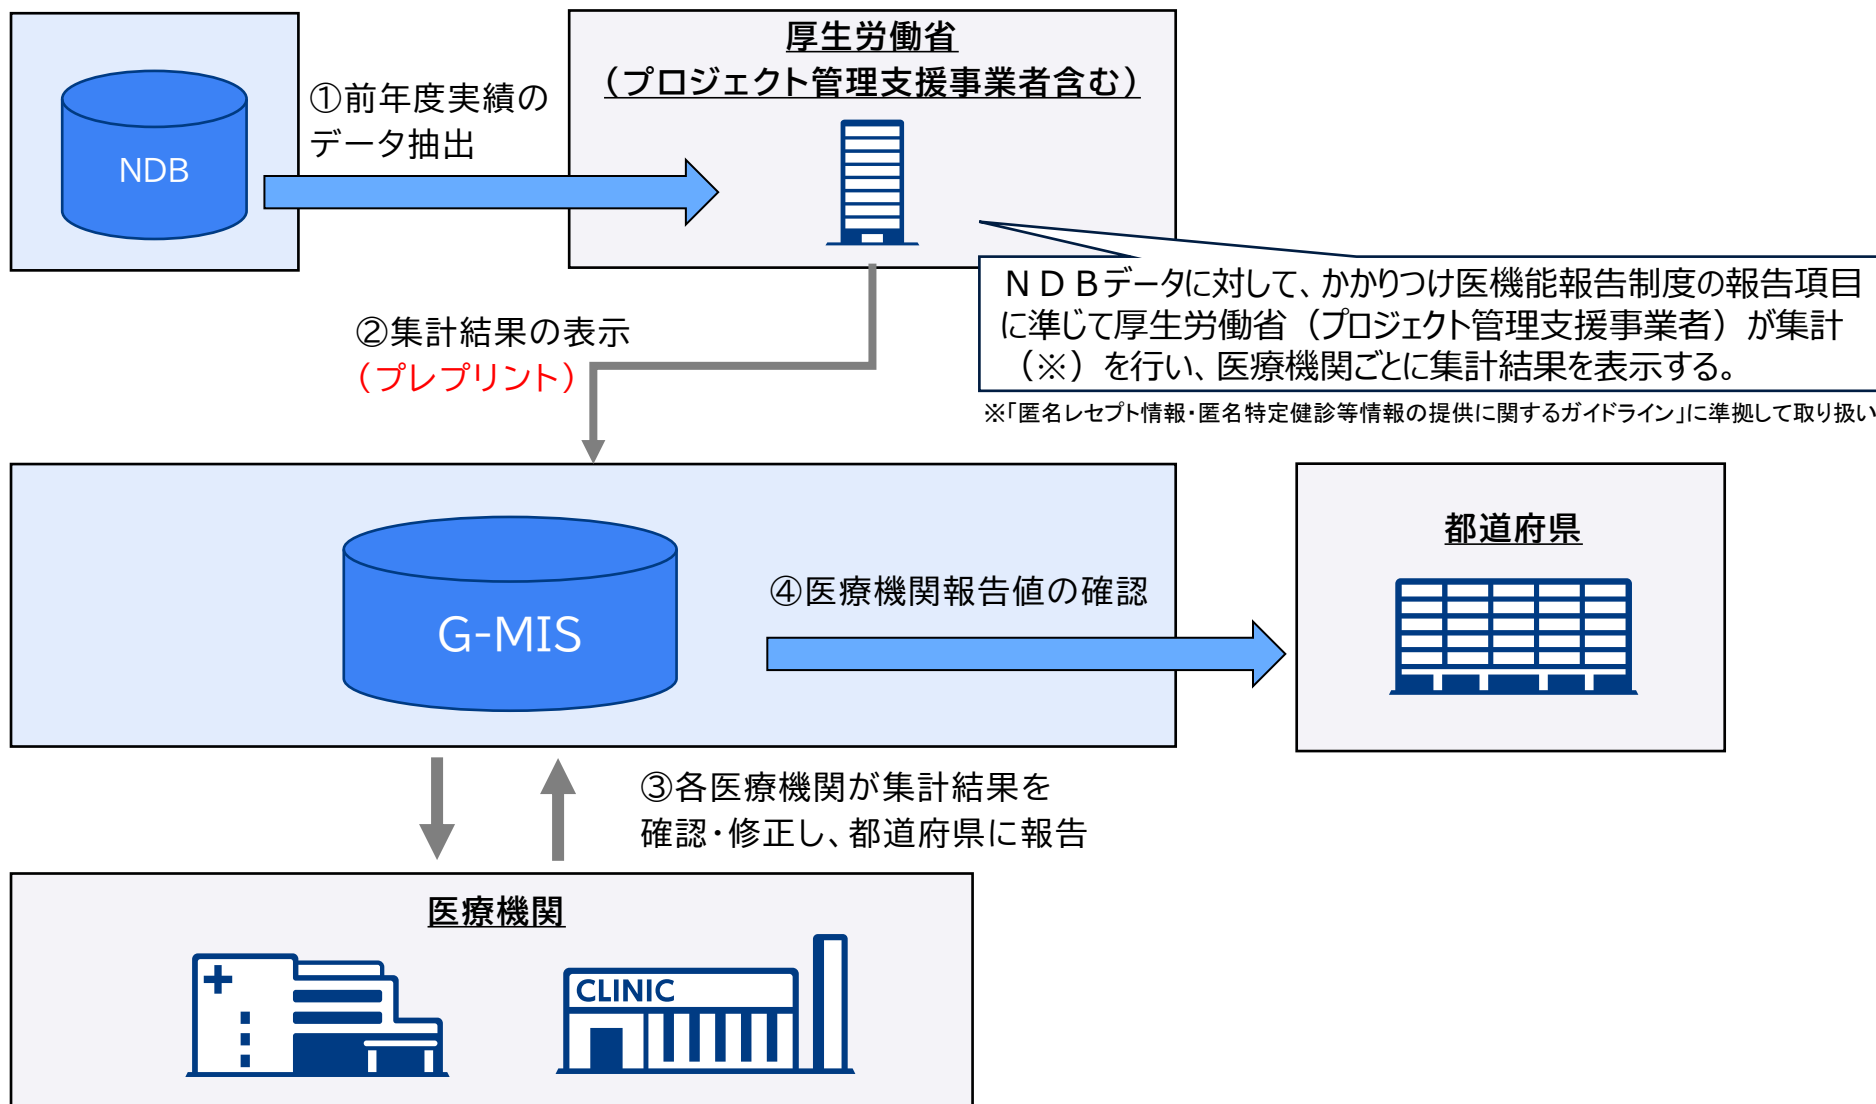 厚生労働省
（プロジェクト管理支援事業者含む）
①前年度実績の
データ抽出
NDB
ＮＤＢデータに対して、かかりつけ医機能報告制度の報告項目
に準じて厚生労働省（プロジェクト管理支援事業者）が集計
（※）を行い、医療機関ごとに集計結果を表示する。
※「匿名レセプト情報・匿名特定健診等情報の提供に関するガイドライン」に準拠して取り扱い
②集計結果の表示
（プレプリント）
都道府県
④医療機関報告値の確認
G-MIS
③各医療機関が集計結果を
確認・修正し、都道府県に報告
医療機関
CLINIC